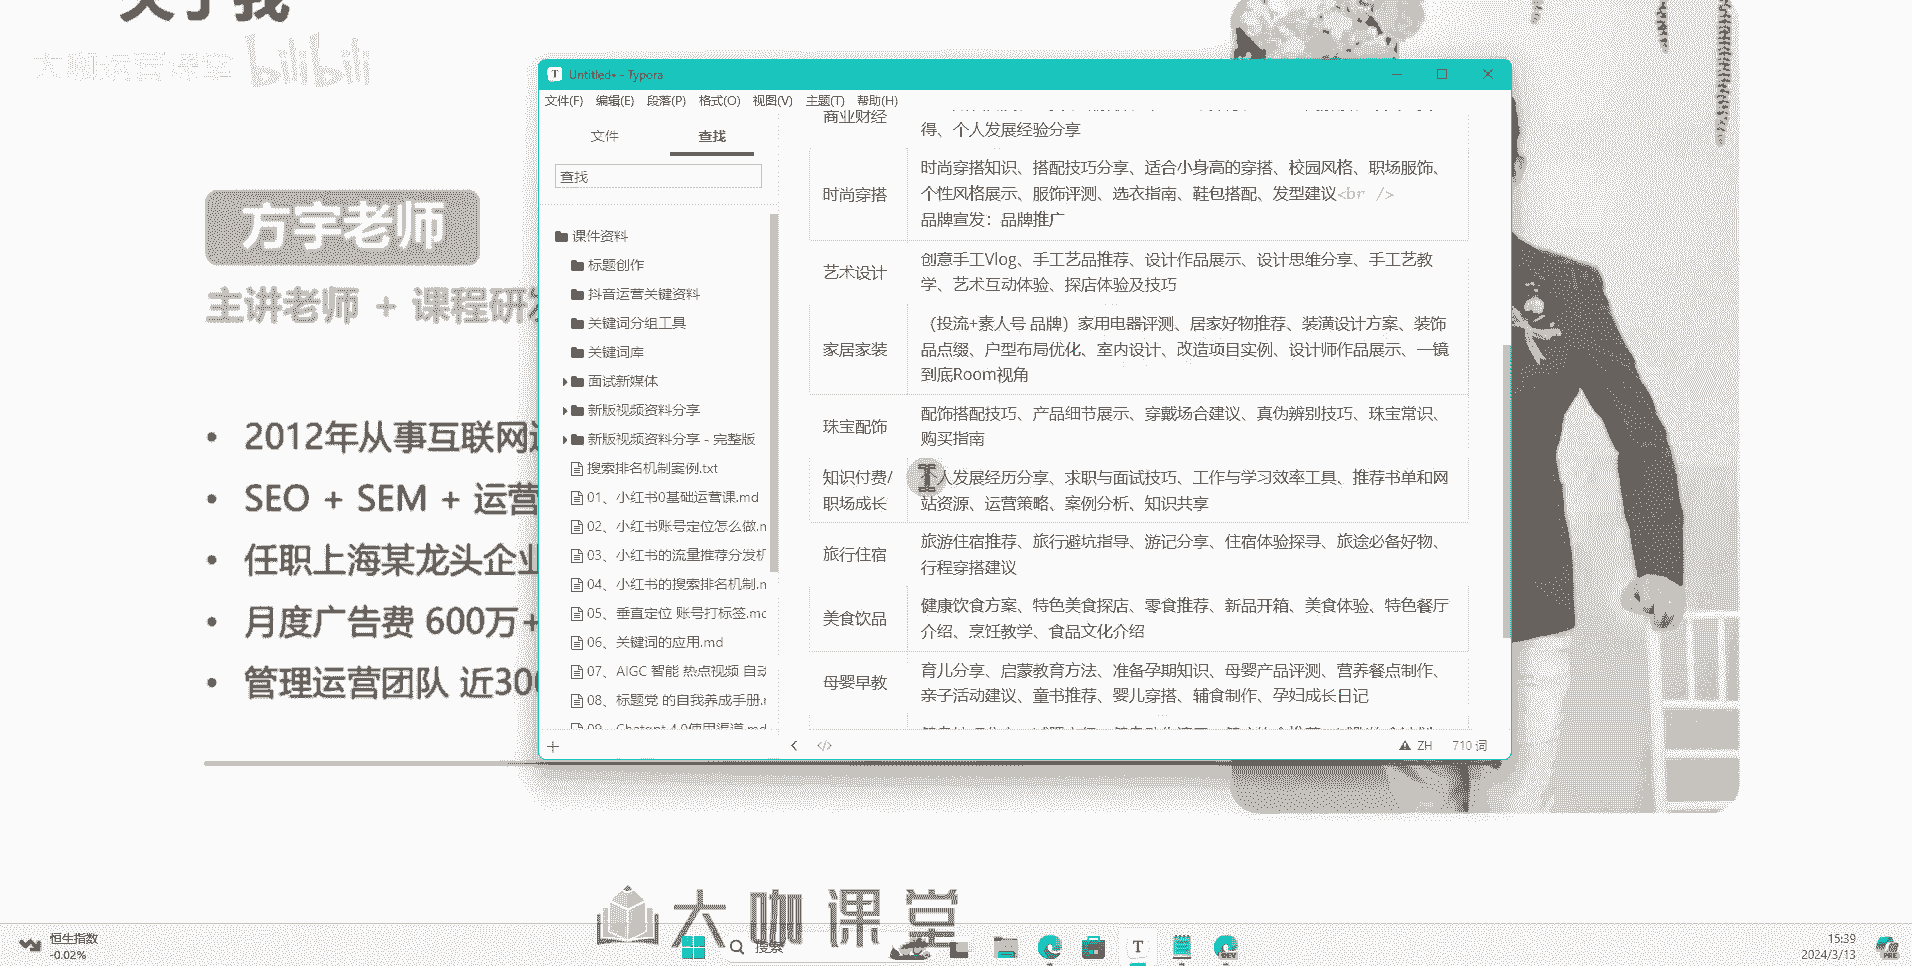 关于我
大咖运营课堂 bilibili
方宇老师
主讲老师 + 课程研发
• 2012年从事互联网运
• SEO + SEM + 运营
• 任职上海某龙头企业
• 月度广告费 600万+
• 管理运营团队 近300
Untitled• - Typora
文件(F) 编辑(E) 段落(P) 格式(O) 视图(V) 主题(T) 帮助(H)
文件 查找
查找
课件资料
标题创作
抖音运营关键资料
关键词分组工具
关键词库
面试新媒体
新版视频资料分享
新版视频资料分享 - 完整版
搜索排名机制案例.txt
01、小红书0基础运营课.md
02、小红书账号定位怎么做.m
03、小红书的流量推荐分发机
04、小红书的搜索排名机制.m
05、垂直定位 账号打标签.mc
06、关键词的应用.md
07、AIGC 智能 热点视频 自动
08、标题党 的自我养成手册.r
09、Chatgpt 4.0使用渠道.md
商业财经
得、个人发展经验分享
时尚穿搭
时尚穿搭知识、搭配技巧分享、适合小身高的穿搭、校园风格、职场服饰、
个性风格展示、服饰评测、选衣指南、鞋包搭配、发型建议<br />
品牌宣发：品牌推广
艺术设计
创意手工Vlog、手工艺品推荐、设计作品展示、设计思维分享、手工艺教
学、艺术互动体验、探店体验及技巧
家居家装
（投流+素人号 品牌）家用电器评测、居家好物推荐、装潢设计方案、装饰
品点缀、户型布局优化、室内设计、改造项目实例、设计师作品展示、一镜
到底Room视角
珠宝配饰
配饰搭配技巧、产品细节展示、穿戴场合建议、真伪辨别技巧、珠宝常识、
购买指南
知识付费/
职场成长
个人发展经历分享、求职与面试技巧、工作与学习效率工具、推荐书单和网
站资源、运营策略、案例分析、知识共享
旅行住宿
旅游住宿推荐、旅行避坑指导、游记分享、住宿体验探寻、旅途必备好物、
行程穿搭建议
美食饮品
健康饮食方案、特色美食探店、零食推荐、新品开箱、美食体验、特色餐厅
介绍、烹饪教学、食品文化介绍
母婴早教
育儿分享、启蒙教育方法、准备孕期知识、母婴产品评测、营养餐点制作、
亲子活动建议、童书推荐、婴儿穿搭、辅食制作、孕妇成长日记
ZH 710 词
大咖课堂
恒生指数
-0.02%
搜索
15:39
2024/3/13